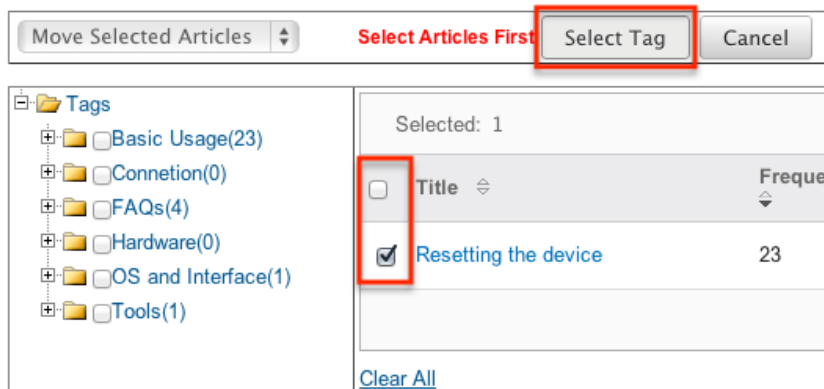 Move Selected Articles Select Articles First Select Tag Cancel
Tags
Basic Usage(23)
Connetion(0)
FAQs(4)
Hardware(0)
OS and Interface(1)
Tools(1)
Selected: 1
Title Freque
Resetting the device 23
Clear All